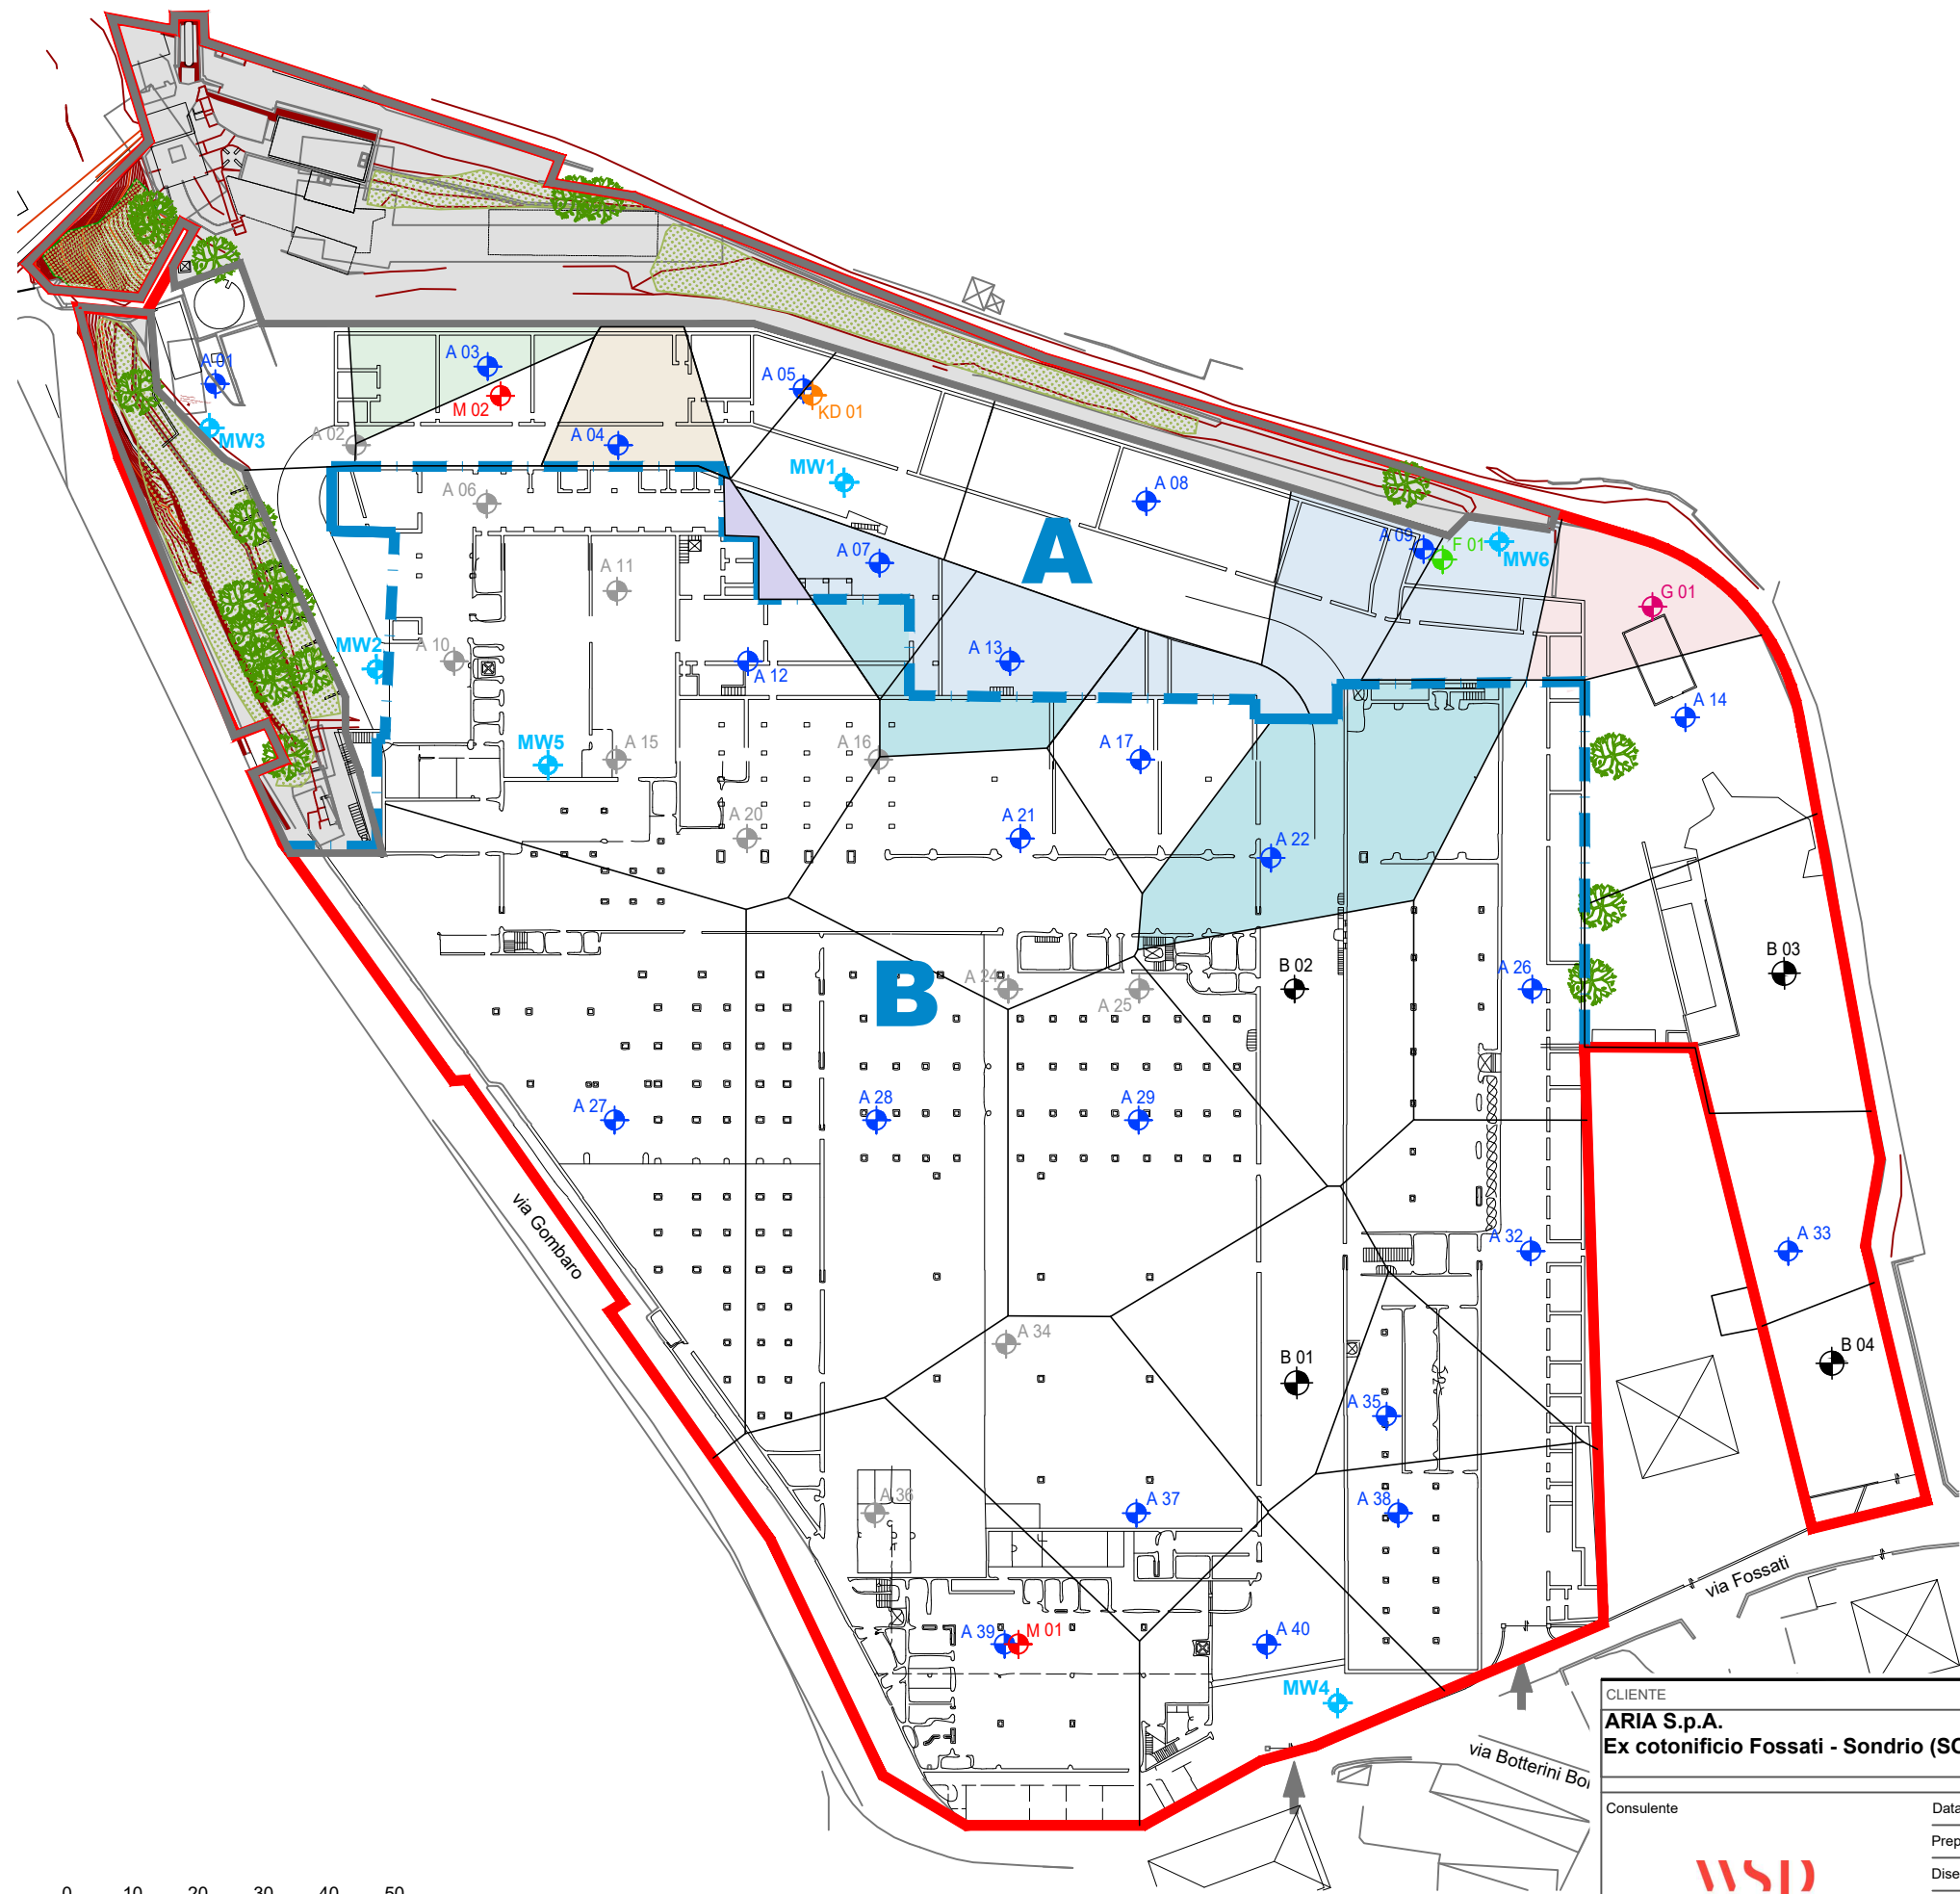 A 01
MW3
A 03
M 02
A 02
A 04
A 05
KD 01
MW1
A 08
A 06
A 07
A
A 09
F 01
MW6
G 01
A 11
A 10
MW2
A 12
A 13
A 14
MW5
A 15
A 16
A 17
A 20
A 21
A 22
B
A 24
A 25
B 02
A 26
B 03
A 27
A 28
A 29
via Gombaro
A 32
A 33
A 34
B 01
A 35
B 04
A 36
A 37
A 38
via Fossati
A 39
M 01
A 40
MW4
via Botterini Bo
CLIENTE
ARIA S.p.A.
Ex cotonificio Fossati - Sondrio (SO
Consulente
Data
Prep
Dise
WSP
0 10 20 30 40 50